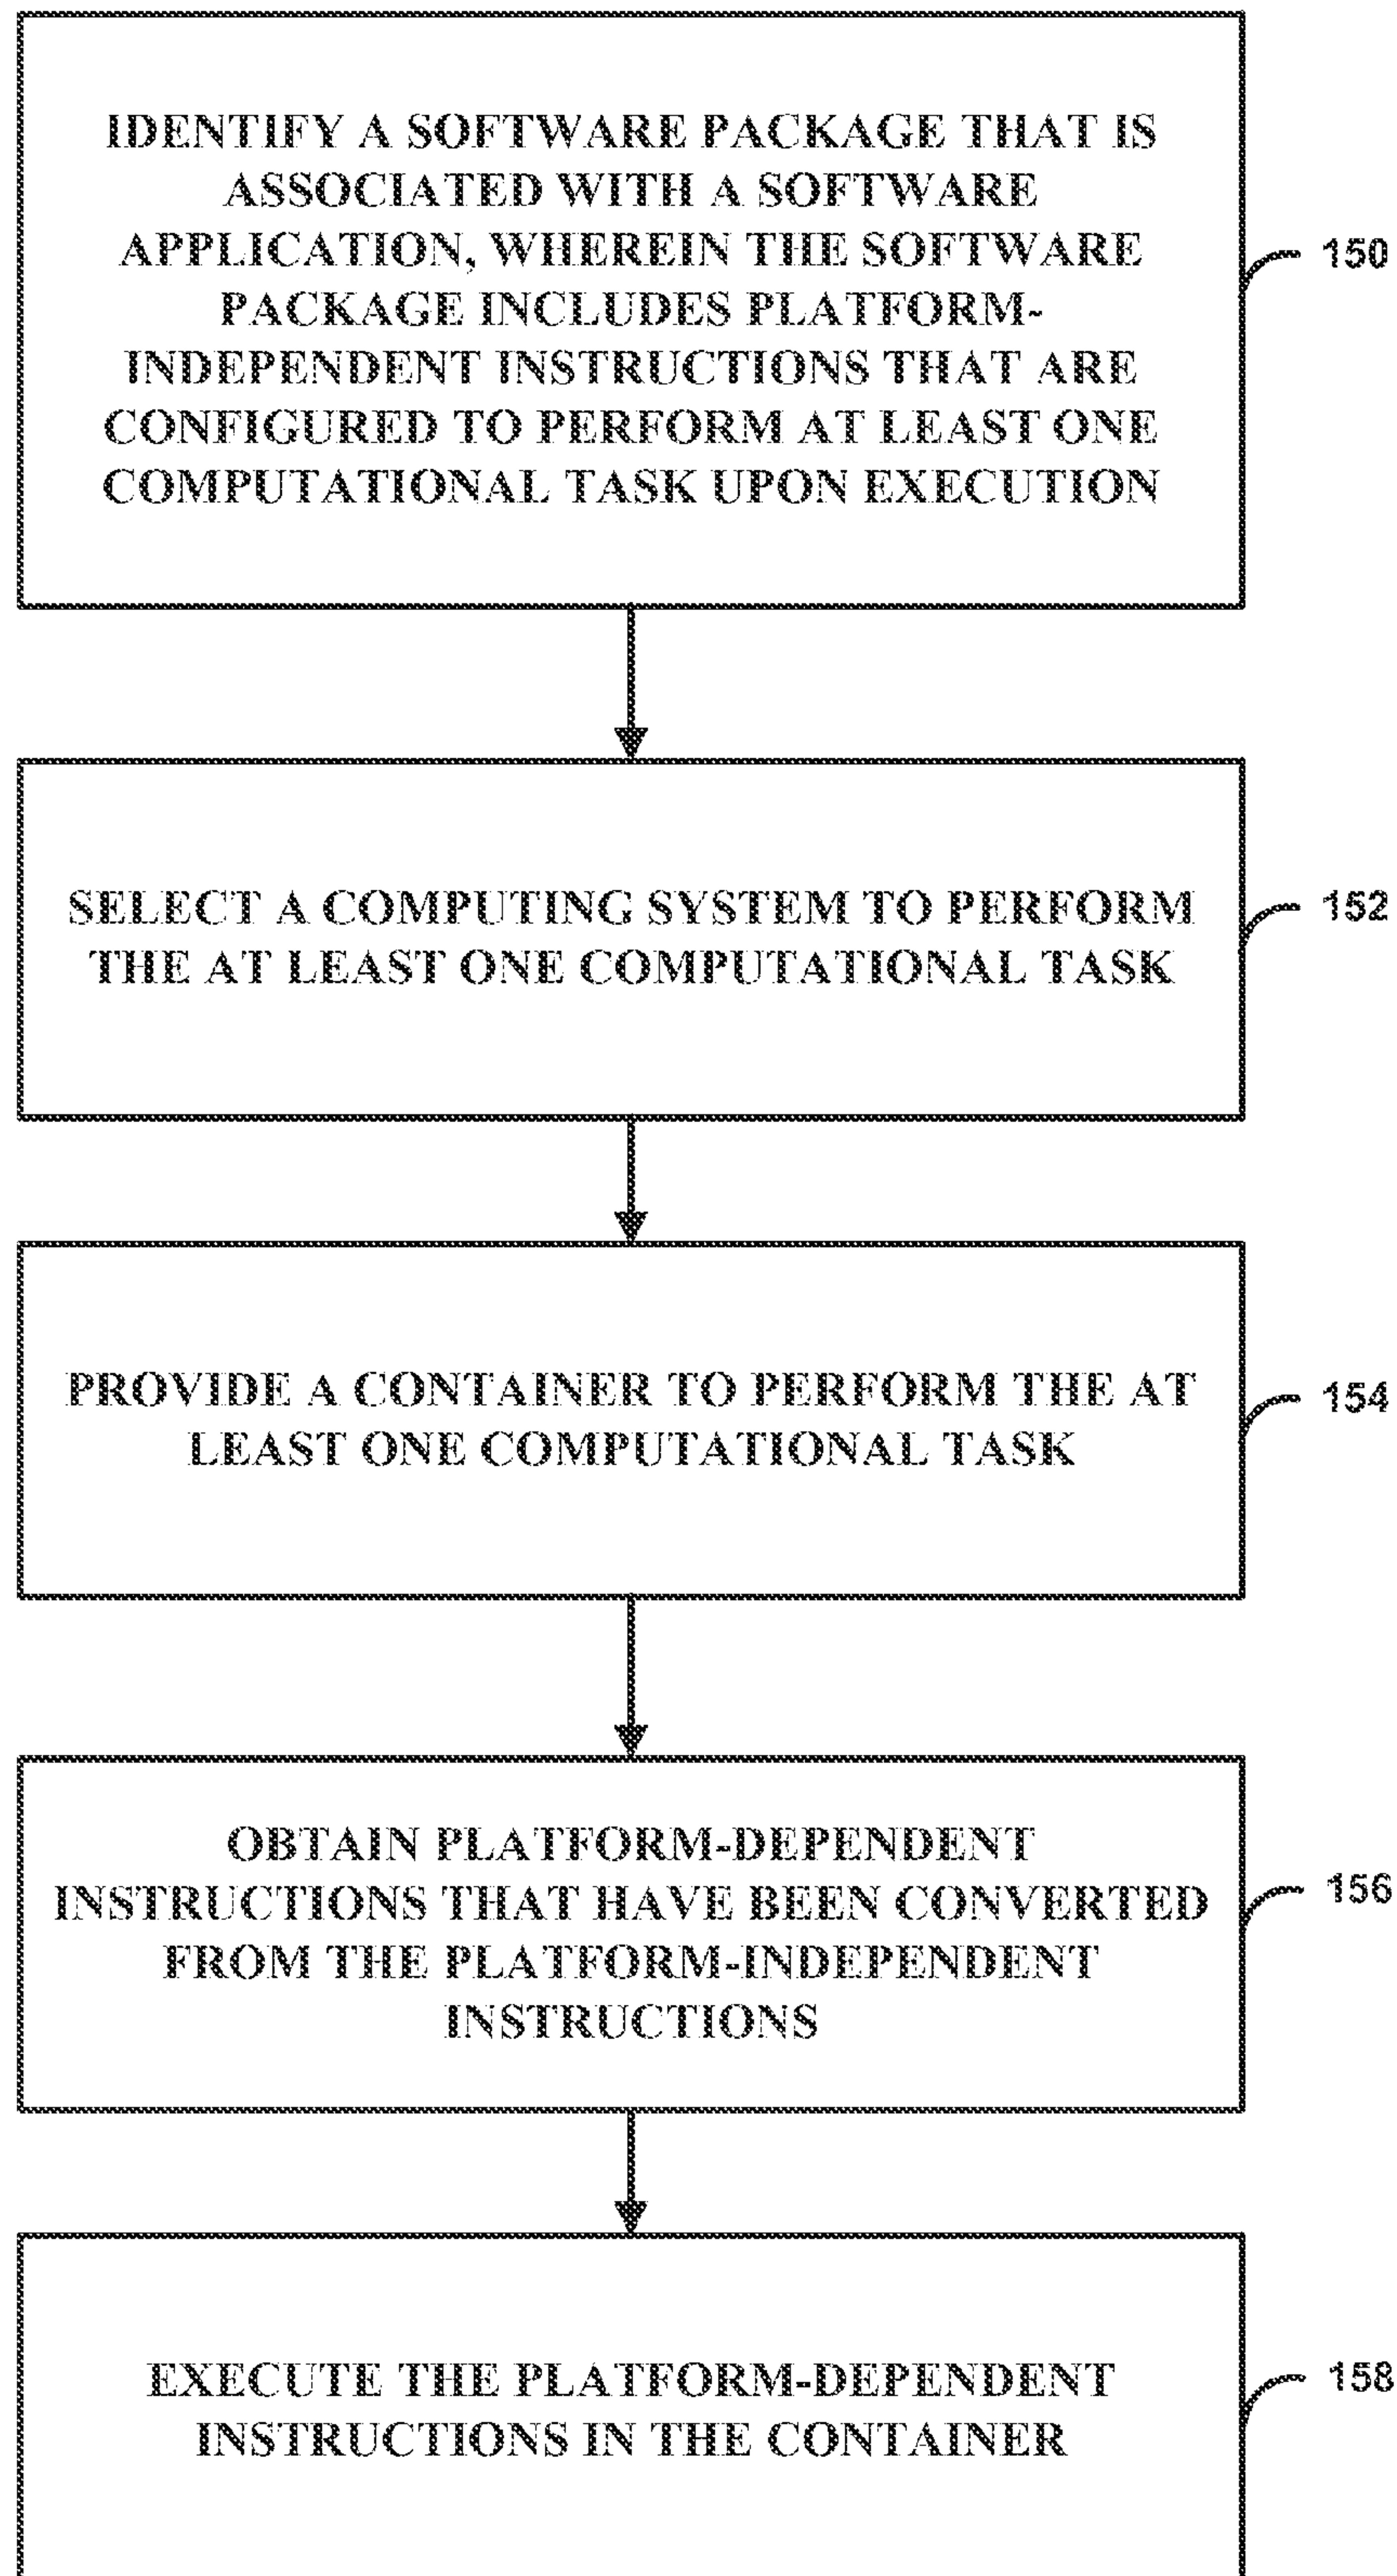 IDENTIFY A SOFTWARE PACKAGE THAT IS
ASSOCIATED WITH A SOFTWARE
APPLICATION, WHEREIN THE SOFTWARE
PACKAGE INCLUDES PLATFORM-
INDEPENDENT INSTRUCTIONS THAT ARE
CONFIGURED TO PERFORM AT LEAST ONE
COMPUTATIONAL TASK UPON EXECUTION
150
SELECT A COMPUTING SYSTEM TO PERFORM
THE AT LEAST ONE COMPUTATIONAL TASK
152
PROVIDE A CONTAINER TO PERFORM THE AT
LEAST ONE COMPUTATIONAL TASK
154
OBTAIN PLATFORM-DEPENDENT
INSTRUCTIONS THAT HAVE BEEN CONVERTED
FROM THE PLATFORM-INDEPENDENT
INSTRUCTIONS
156
EXECUTE THE PLATFORM-DEPENDENT
INSTRUCTIONS IN THE CONTAINER
158